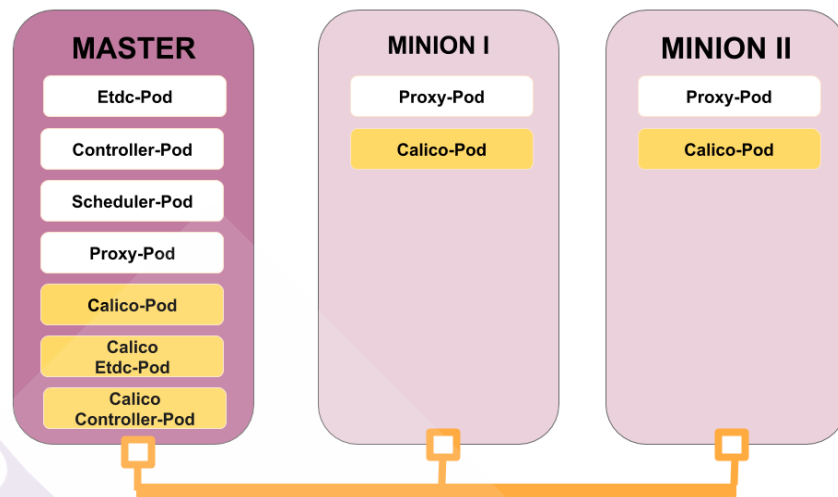 MASTER
Etdc-Pod
Controller-Pod
Scheduler-Pod
Proxy-Pod
Calico-Pod
Calico
Etdc-Pod
Calico
Controller-Pod
MINION I
Proxy-Pod
Calico-Pod
MINION II
Proxy-Pod
Calico-Pod